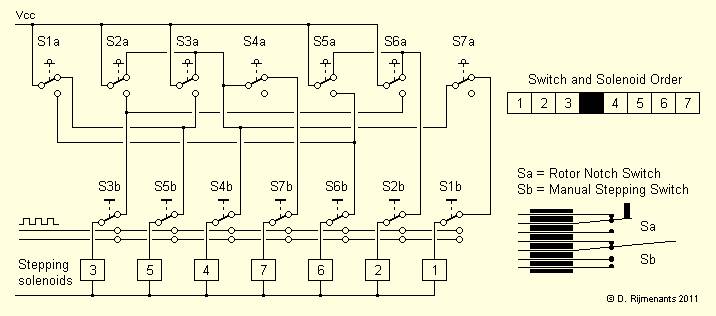 Vcc
S1a S2a S3a S4a S5a S6a S7a
Switch and Solenoid Order
1 2 3 4 5 6 7
S3b S5b S4b S7b S6b S2b S1b
Sa = Rotor Notch Switch
Sb = Manual Stepping Switch
Sa
Sb
Stepping
solenoids
3 5 4 7 6 2 1
© D. Rijmenants 2011